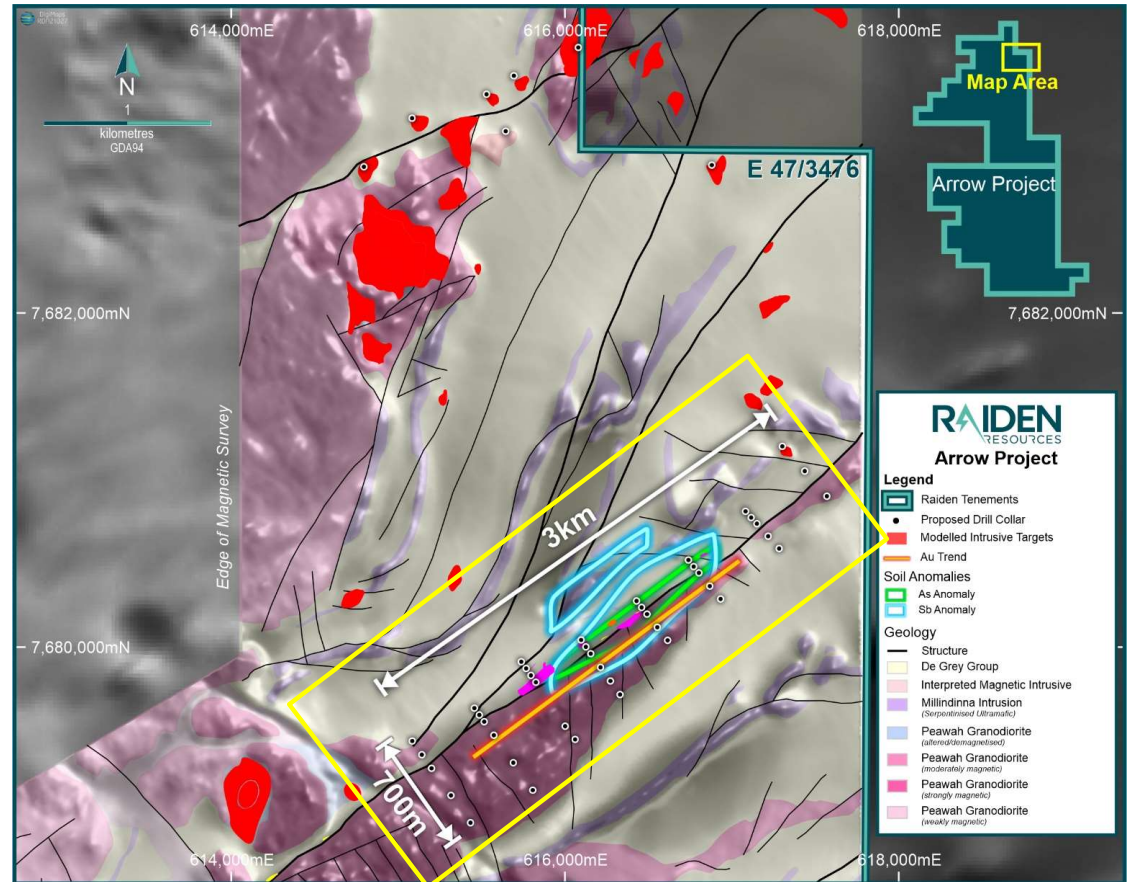 DigiMaps
614,000mE
616,000mE
618,000mE
N
1
kilometres
GDA94
Map Area
E 47/3476
Arrow Project
7,682,000mN
7,682,000mN
Edge of Magnetic Survey
3km
7,680,000mN
700m
614,000mE
616,000mE
618,000mE
RAIDEN
RESOURCES
Arrow Project
Legend
Raiden Tenements
Proposed Drill Collar
Modelled Intrusive Targets
Au Trend
Soil Anomalies
As Anomaly
Sb Anomaly
Geology
Structure
De Grey Group
Interpreted Magnetic Intrusive
Millindinna Intrusion
(Serpontinised Ultramafic)
Peawah Granodiorite
(altered/demagnetised)
Peawah Granodiorite
(moderately magnetic)
Peawah Granodiorite
(strongly magnetic)
Peawah Granodiorite
(weakly magnetic)